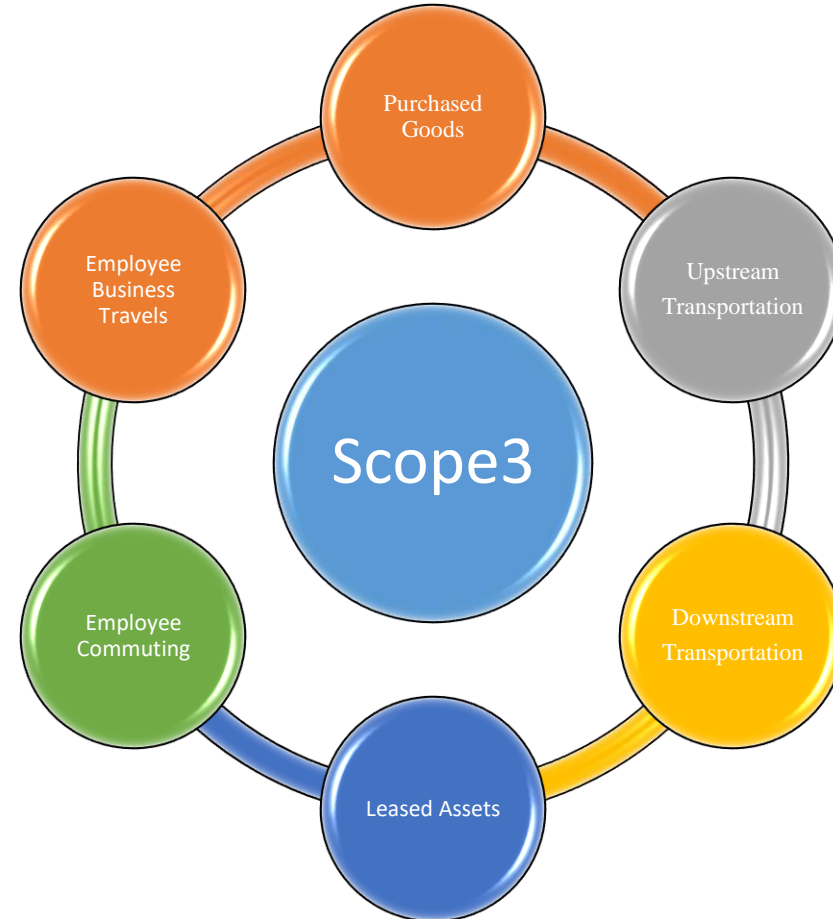 Purchased
Goods
Upstream
Transportation
Downstream
Transportation
Leased Assets
Employee
Commuting
Employee
Business
Travels
Scope3